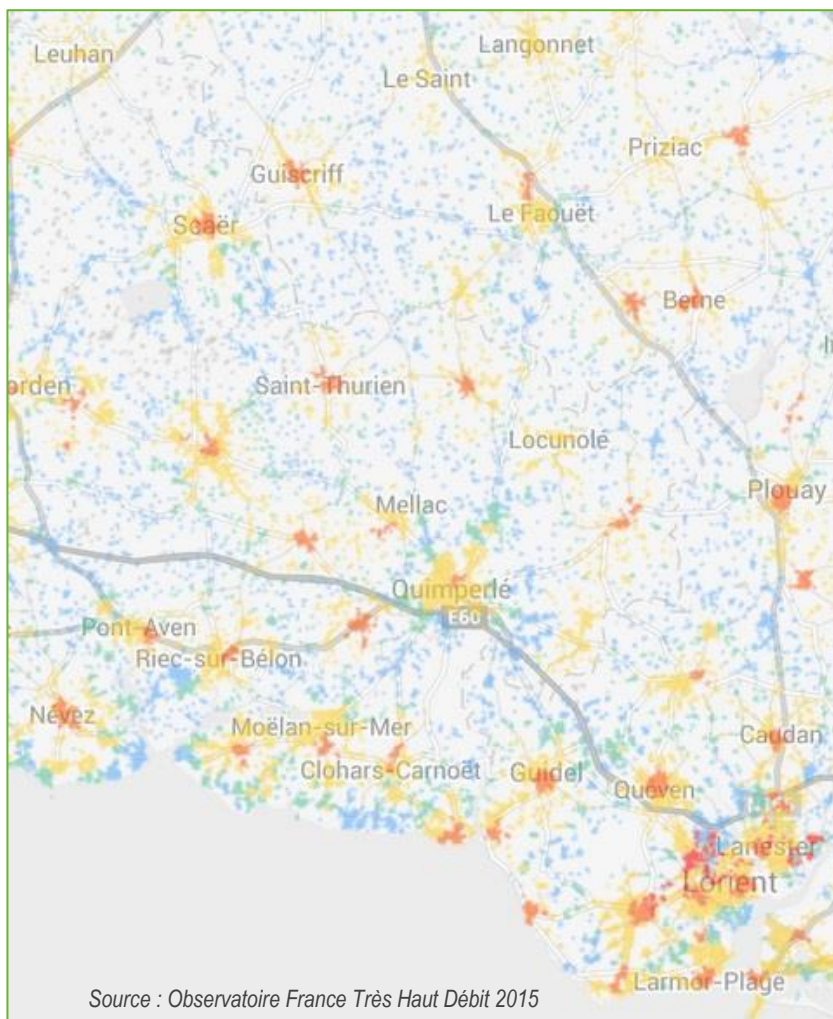 Leuhan
Langonnet
Le Saint
Guiscriff
Priziac
Scaër
Le Faouët
Berne
orden
Saint-Thurien
Locunolé
Plouay
Mellac
Quimperlé
E60
Pont-Aven
Riec-sur-Bélon
Névez
Moëlan-sur-Mer
Caudan
Clohars-Carnoët
Guidel
Queven
Lanester
Lorient
Larmor-Plage
Source : Observatoire France Très Haut Débit 2015